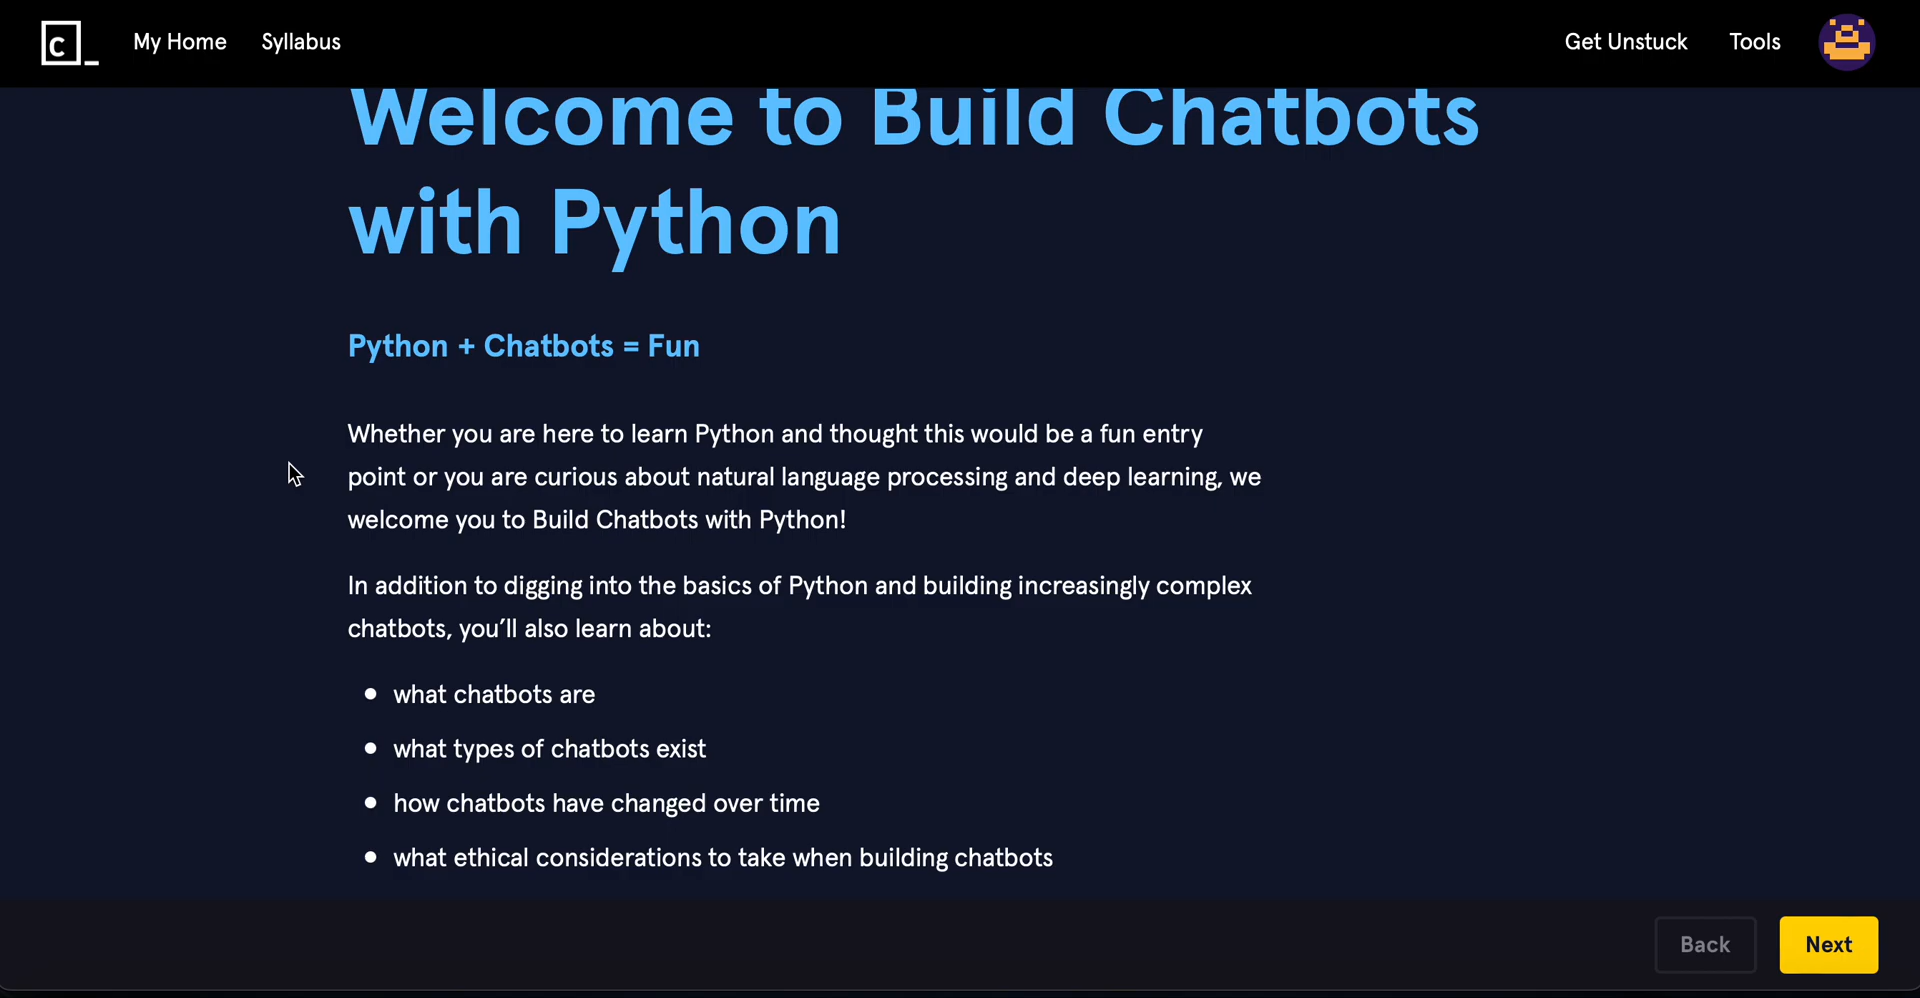 c_ My Home Syllabus Get Unstuck Tools
Welcome to Build Chatbots
with Python
Python + Chatbots = Fun
Whether you are here to learn Python and thought this would be a fun entry
point or you are curious about natural language processing and deep learning, we
welcome you to Build Chatbots with Python!
In addition to digging into the basics of Python and building increasingly complex
chatbots, you’ll also learn about:
• what chatbots are
• what types of chatbots exist
• how chatbots have changed over time
• what ethical considerations to take when building chatbots
Back Next